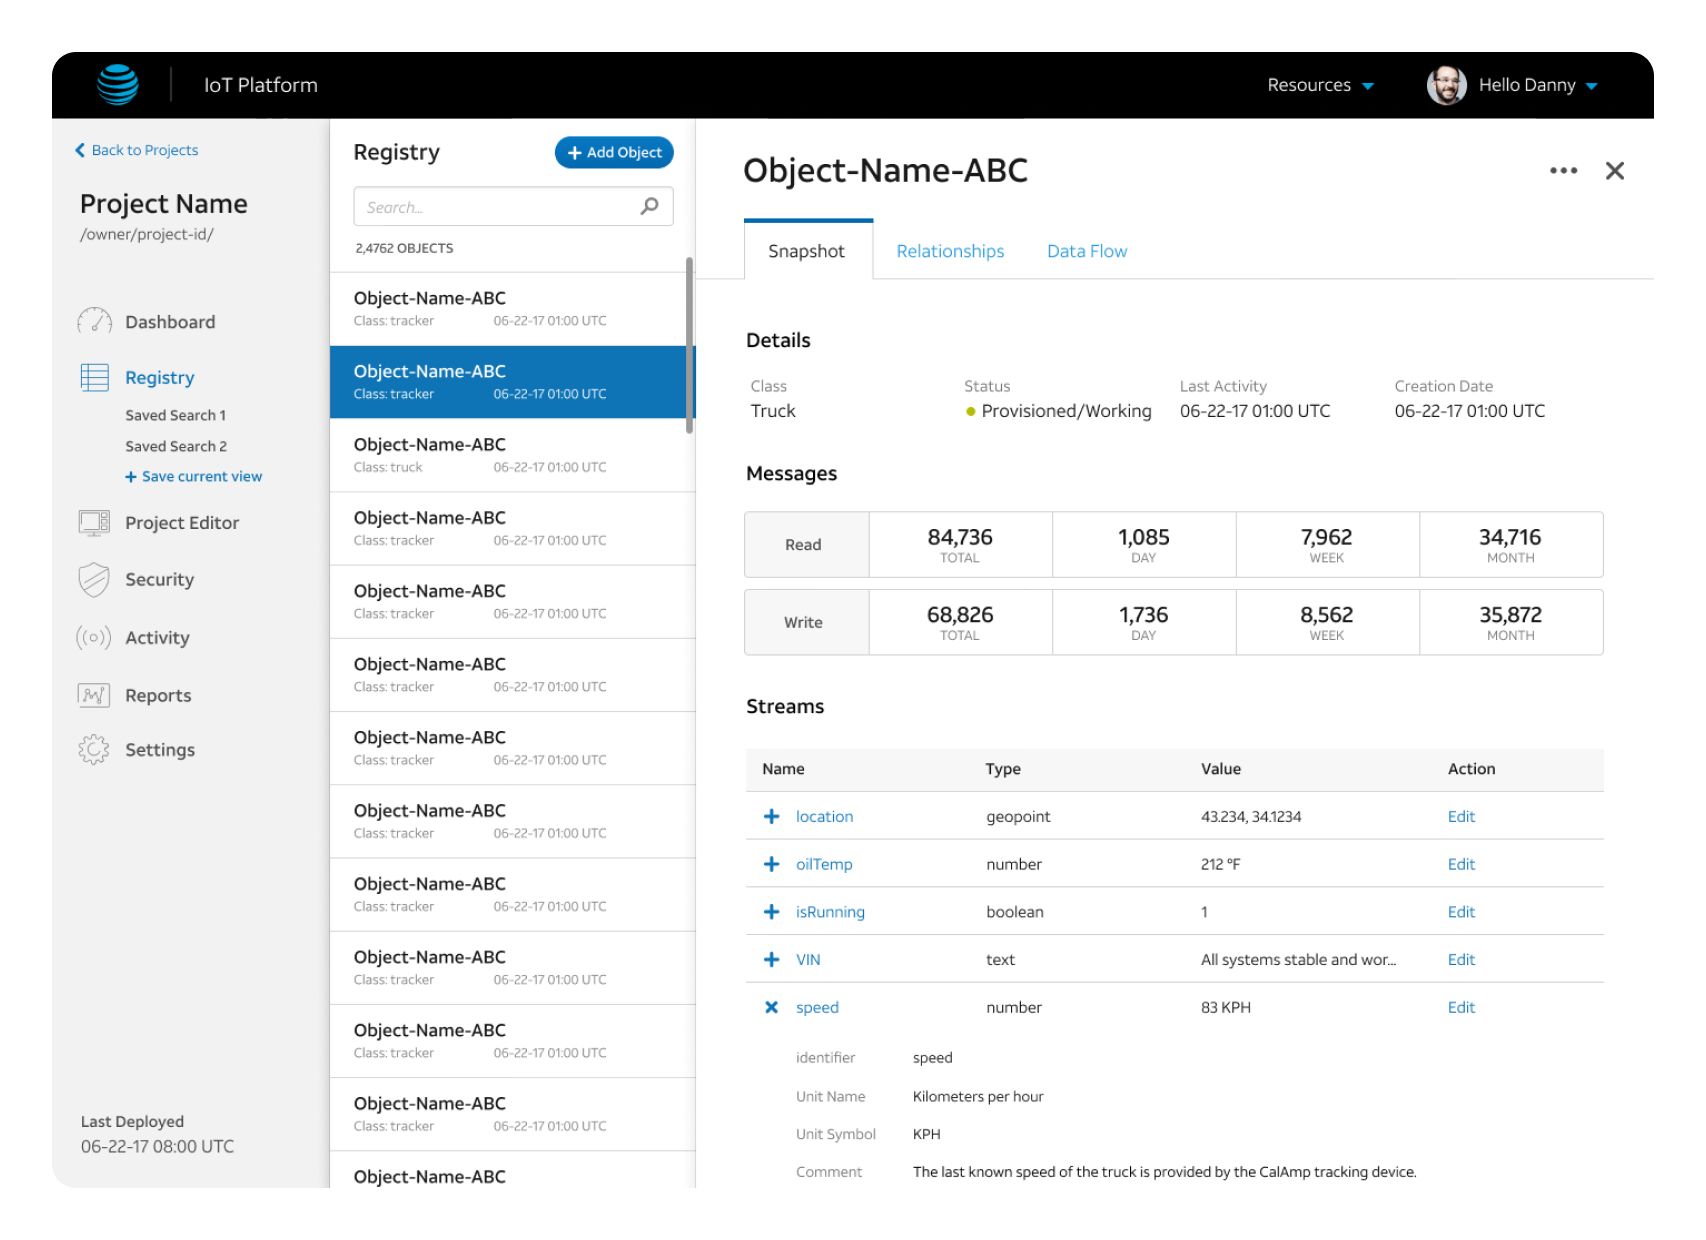 IoT Platform
Resources
Hello Danny
Back to Projects
Project Name
/owner/project-id/
Dashboard
Registry
Saved Search 1
Saved Search 2
+ Save current view
Project Editor
Security
Activity
Reports
Settings
Last Deployed
06-22-17 08:00 UTC
Registry
+ Add Object
Search...
2,4762 OBJECTS
Object-Name-ABC
Class: tracker 06-22-17 01:00 UTC
Object-Name-ABC
Class: tracker 06-22-17 01:00 UTC
Object-Name-ABC
Class: truck 06-22-17 01:00 UTC
Object-Name-ABC
Class: tracker 06-22-17 01:00 UTC
Object-Name-ABC
Class: tracker 06-22-17 01:00 UTC
Object-Name-ABC
Class: tracker 06-22-17 01:00 UTC
Object-Name-ABC
Class: tracker 06-22-17 01:00 UTC
Object-Name-ABC
Class: tracker 06-22-17 01:00 UTC
Object-Name-ABC
Class: tracker 06-22-17 01:00 UTC
Object-Name-ABC
Class: tracker 06-22-17 01:00 UTC
Object-Name-ABC
Class: tracker 06-22-17 01:00 UTC
Object-Name-ABC
Class: tracker 06-22-17 01:00 UTC
Object-Name-ABC
Object-Name-ABC
Snapshot Relationships Data Flow
Details
Class Status Last Activity Creation Date
Truck Provisioned/Working 06-22-17 01:00 UTC 06-22-17 01:00 UTC
Messages
Read 84,736 1,085 7,962 34,716
TOTAL DAY WEEK MONTH
Write 68,826 1,736 8,562 35,872
TOTAL DAY WEEK MONTH
Streams
Name Type Value Action
+ location geopoint 43.234, 34.1234 Edit
+ oilTemp number 212 °F Edit
+ isRunning boolean 1 Edit
+ VIN text All systems stable and wor... Edit
speed number 83 KPH Edit
identifier speed
Unit Name Kilometers per hour
Unit Symbol KPH
Comment The last known speed of the truck is provided by the CalAmp tracking device.